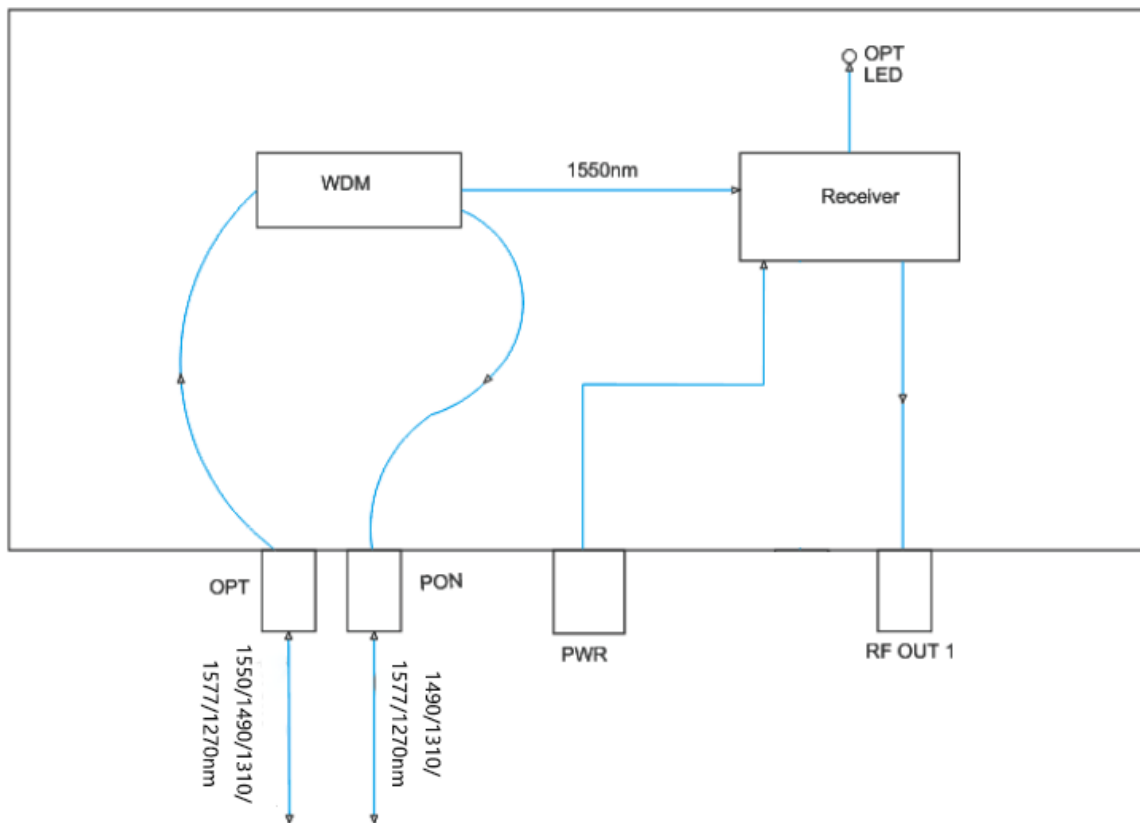 OPT
LED
WDM
1550nm
Receiver
OPT
PON
PWR
RF OUT 1
1550/1490/1310/
1577/1270nm
1490/1310/
1577/1270nm